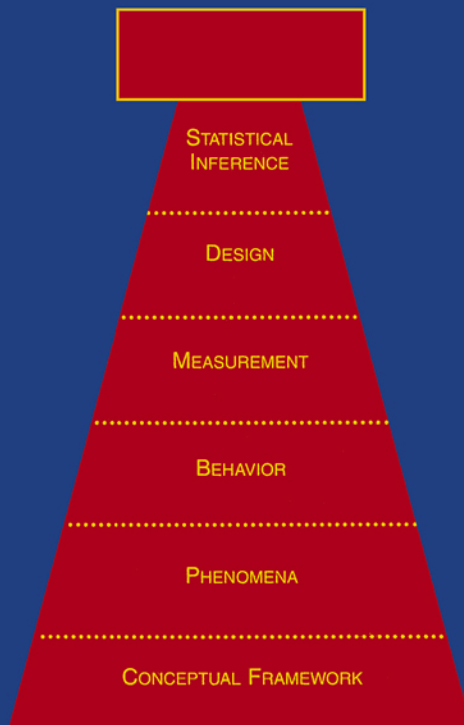 STATISTICAL
INFERENCE
DESIGN
MEASUREMENT
BEHAVIOR
PHENOMENA
CONCEPTUAL FRAMEWORK